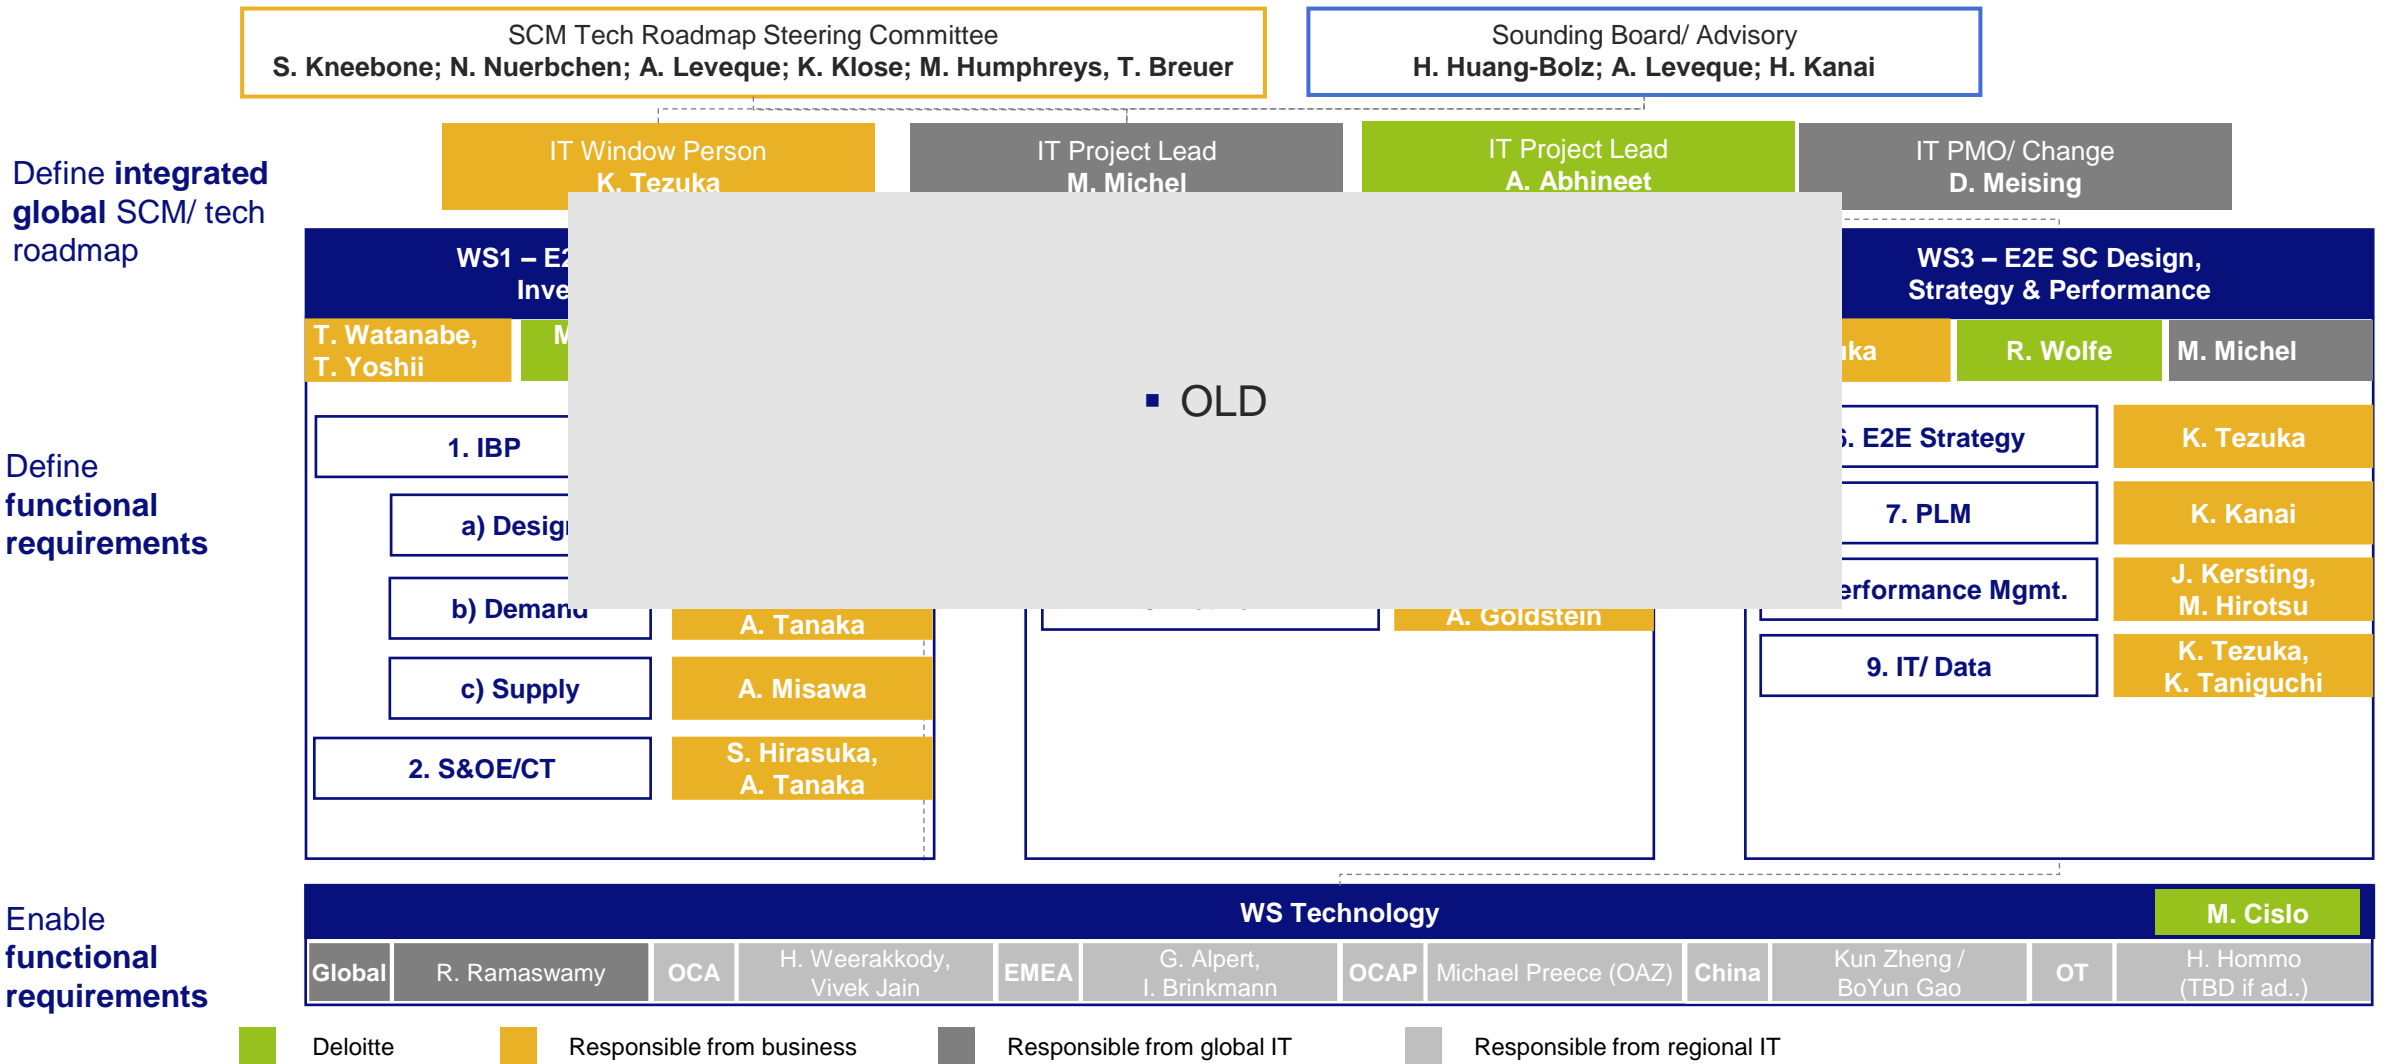 SCM Tech Roadmap Steering Committee
S. Kneebone; N. Nuerbchen; A. Leveque; K. Klose; M. Humphreys, T. Breuer
Sounding Board/ Advisory
H. Huang-Bolz; A. Leveque; H. Kanai
Define integrated
global SCM/ tech
roadmap
IT Window Person
K. Tezuka
IT Project Lead
M. Michel
IT Project Lead
A. Abhineet
IT PMO/ Change
D. Meising
WS1 – E2
Inve
WS3 – E2E SC Design,
Strategy & Performance
T. Watanabe,
T. Yoshii
R. Wolfe
M. Michel
▪ OLD
Define
functional
requirements
1. IBP
a) Design
b) Demand
A. Tanaka
c) Supply
A. Misawa
2. S&OE/CT
S. Hirasuka,
A. Tanaka
A. Goldstein
6. E2E Strategy
K. Tezuka
7. PLM
K. Kanai
erformance Mgmt.
J. Kersting,
M. Hirotsu
9. IT/ Data
K. Tezuka,
K. Taniguchi
Enable
functional
requirements
WS Technology
M. Cislo
Global
R. Ramaswamy
OCA
H. Weerakkody,
Vivek Jain
EMEA
G. Alpert,
I. Brinkmann
OCAP
Michael Preece (OAZ)
China
Kun Zheng /
BoYun Gao
OT
H. Hommo
(TBD if ad..)
Deloitte
Responsible from business
Responsible from global IT
Responsible from regional IT